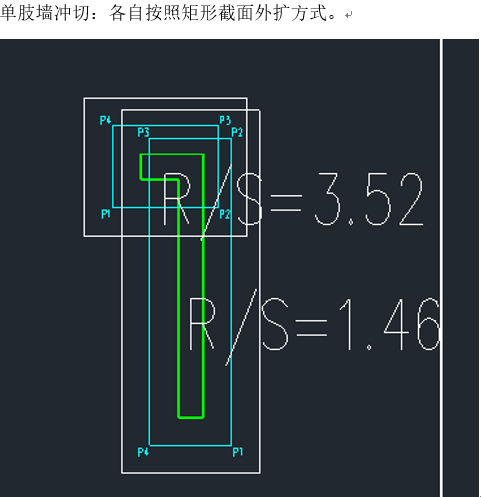 单肢墙冲切：各自按照矩形截面外扩方式。
P4 P3
P3 P2
R/S=3.52
P1 P2
R/S=1.46
P4 P1